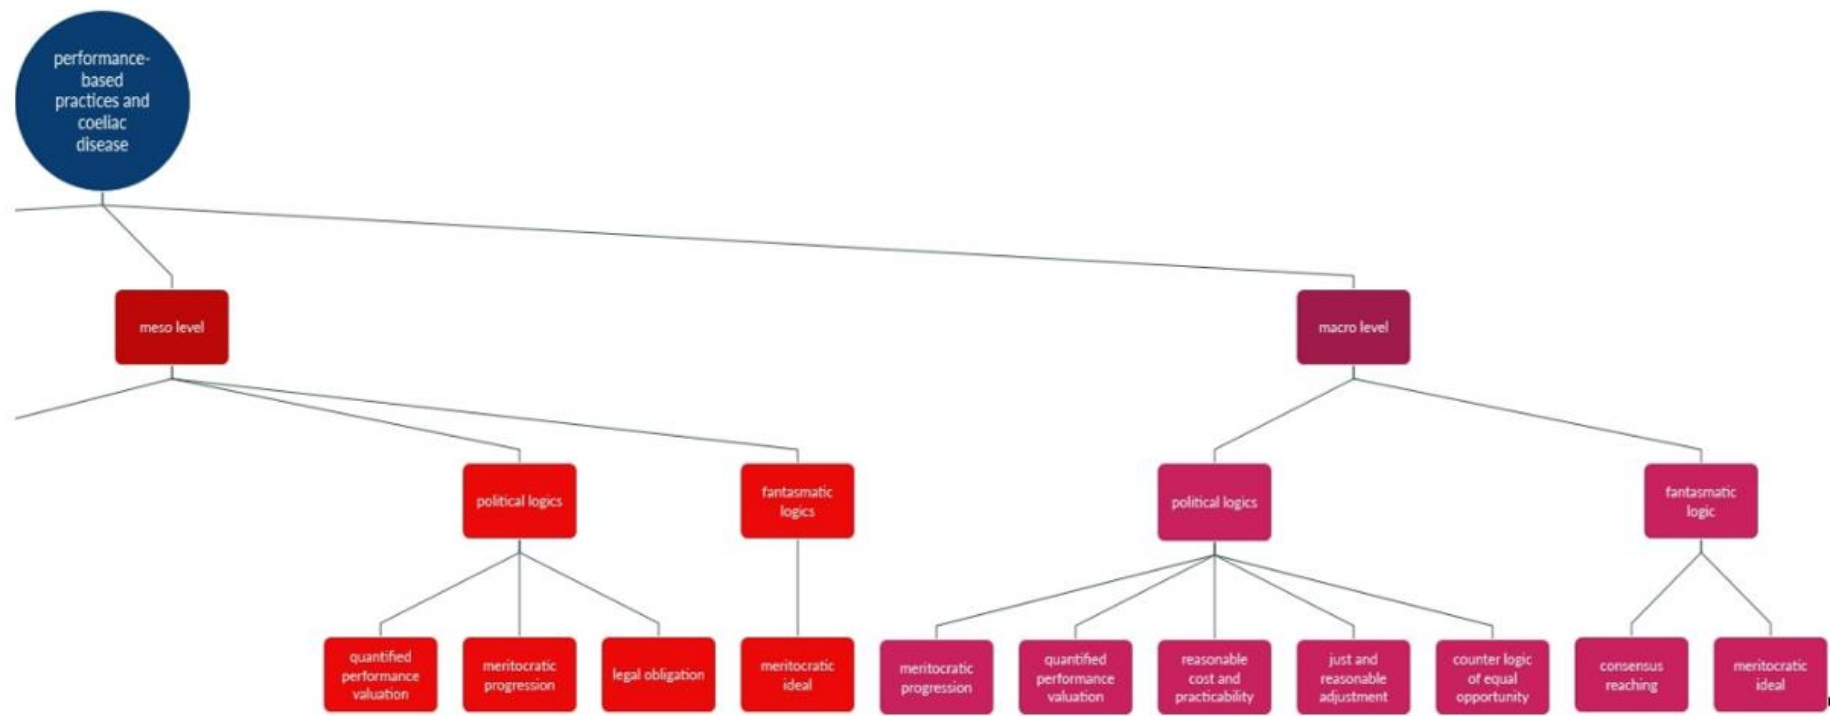 performance-
based
practices and
coeliac
disease
meso level
macro level
political logics
fantasmatic
logics
political logics
fantasmatic
logic
quantified
performance
valuation
meritocratic
progression
legal obligation
meritocratic
ideal
meritocratic
progression
quantified
performance
valuation
reasonable
cost and
practicability
just and
reasonable
adjustment
counter logic
of equal
opportunity
consensus
reaching
meritocratic
ideal